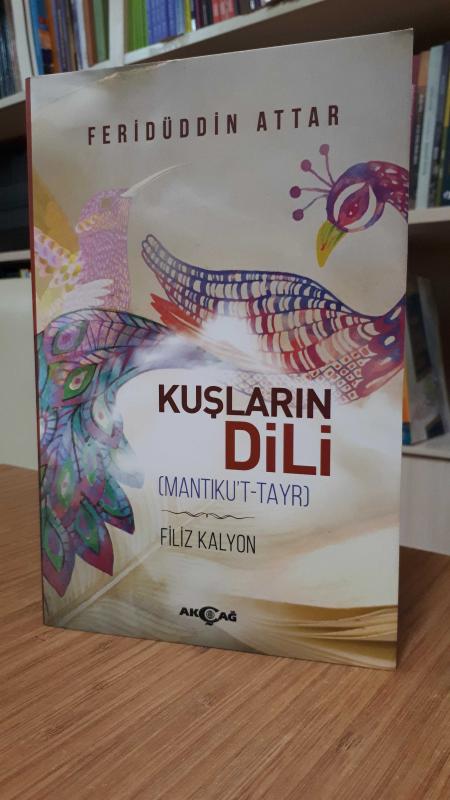 FERİDÜDDİN ATTAR
KUŞLARIN
DİLİ
(MANTIKU'T-TAYR)
FİLİZ KALYON
AKÇAĞ